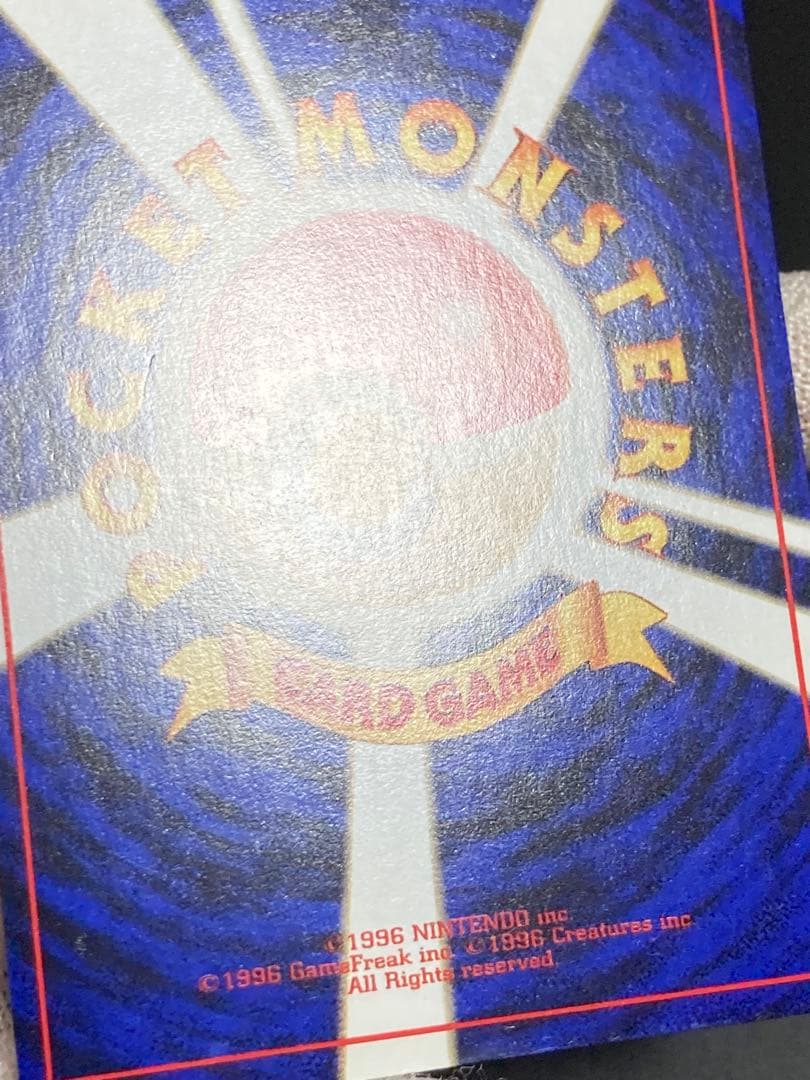 POCKET MONSTERS
CARD GAME
©1996 NINTENDO inc
©1996 GameFreak inc. ©1996 Creatures inc
All Rights reserved